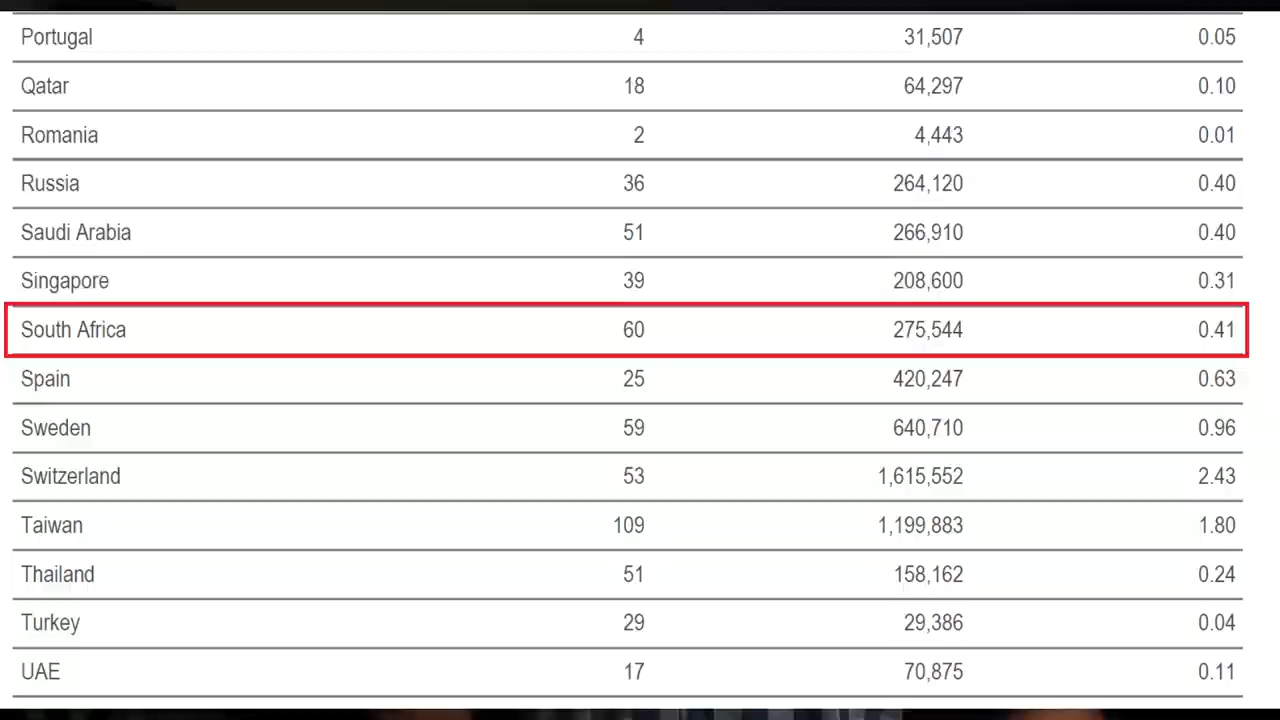 Portugal 4 31,507 0.05
Qatar 18 64,297 0.10
Romania 2 4,443 0.01
Russia 36 264,120 0.40
Saudi Arabia 51 266,910 0.40
Singapore 39 208,600 0.31
South Africa 60 275,544 0.41
Spain 25 420,247 0.63
Sweden 59 640,710 0.96
Switzerland 53 1,615,552 2.43
Taiwan 109 1,199,883 1.80
Thailand 51 158,162 0.24
Turkey 29 29,386 0.04
UAE 17 70,875 0.11